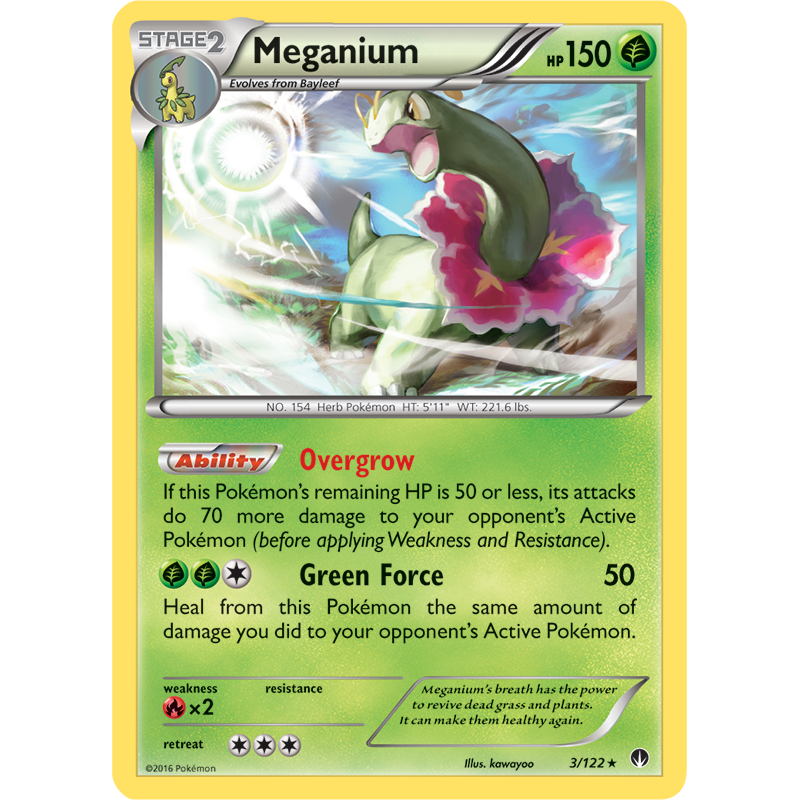 STAGE2
Meganium
HP 150
Evolves from Bayleef
NO. 154 Herb Pokémon HT: 5'11" WT: 221.6 lbs.
Ability Overgrow
If this Pokémon's remaining HP is 50 or less, its attacks
do 70 more damage to your opponent's Active
Pokémon (before applying Weakness and Resistance).
Green Force 50
Heal from this Pokémon the same amount of
damage you did to your opponent's Active Pokémon.
weakness resistance
×2
Meganium's breath has the power
to revive dead grass and plants.
It can make them healthy again.
retreat
©2016 Pokémon Illus. kawayoo 3/122 ★